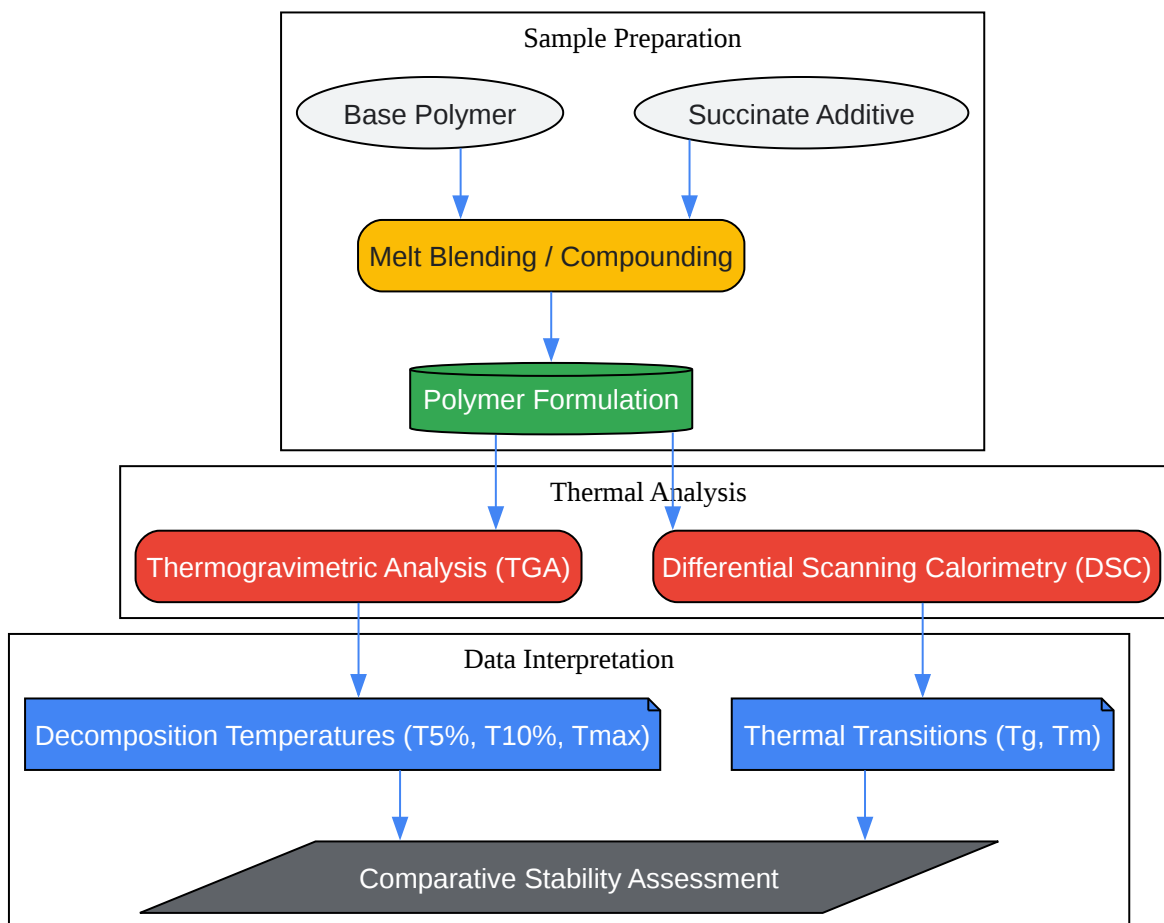 Sample Preparation
Base Polymer
Succinate Additive
Melt Blending / Compounding
Polymer Formulation
Thermal Analysis
Thermogravimetric Analysis (TGA)
Differential Scanning Calorimetry (DSC)
Data Interpretation
Decomposition Temperatures (T5%, T10%, Tmax)
Thermal Transitions (Tg, Tm)
Comparative Stability Assessment